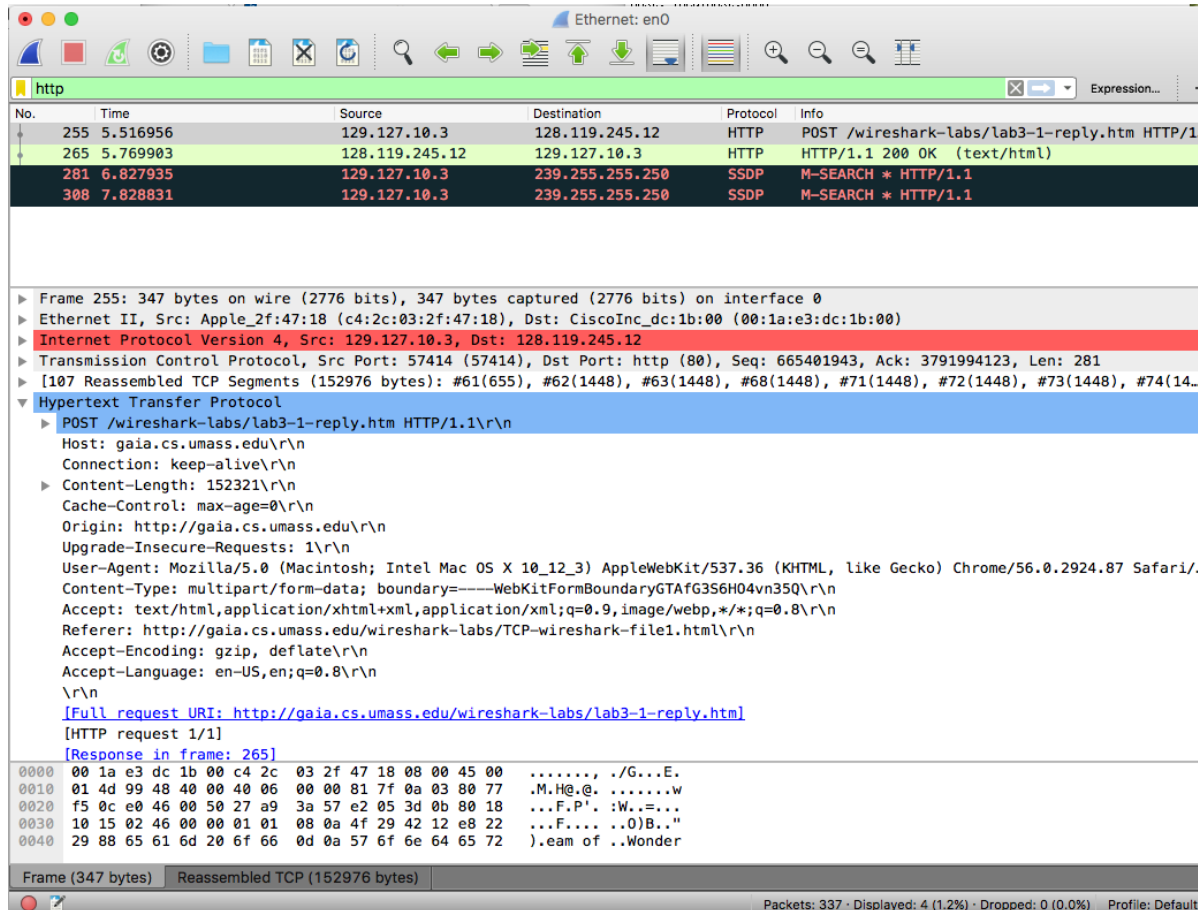 Ethernet: en0
http
Expression...
No. Time Source Destination Protocol Info
255 5.516956 129.127.10.3 128.119.245.12 HTTP POST /wireshark-labs/lab3-1-reply.htm HTTP/1
265 5.769903 128.119.245.12 129.127.10.3 HTTP HTTP/1.1 200 OK (text/html)
281 6.827935 129.127.10.3 239.255.255.250 SSDP M-SEARCH * HTTP/1.1
308 7.828831 129.127.10.3 239.255.255.250 SSDP M-SEARCH * HTTP/1.1
Frame 255: 347 bytes on wire (2776 bits), 347 bytes captured (2776 bits) on interface 0
Ethernet II, Src: Apple_2f:47:18 (c4:2c:03:2f:47:18), Dst: CiscoInc_dc:1b:00 (00:1a:e3:dc:1b:00)
Internet Protocol Version 4, Src: 129.127.10.3, Dst: 128.119.245.12
Transmission Control Protocol, Src Port: 57414 (57414), Dst Port: http (80), Seq: 665401943, Ack: 3791994123, Len: 281
[107 Reassembled TCP Segments (152976 bytes): #61(655), #62(1448), #63(1448), #68(1448), #71(1448), #72(1448), #73(1448), #74(14…
Hypertext Transfer Protocol
POST /wireshark-labs/lab3-1-reply.htm HTTP/1.1\r\n
Host: gaia.cs.umass.edu\r\n
Connection: keep-alive\r\n
Content-Length: 152321\r\n
Cache-Control: max-age=0\r\n
Origin: http://gaia.cs.umass.edu\r\n
Upgrade-Insecure-Requests: 1\r\n
User-Agent: Mozilla/5.0 (Macintosh; Intel Mac OS X 10_12_3) AppleWebKit/537.36 (KHTML, like Gecko) Chrome/56.0.2924.87 Safari/
Content-Type: multipart/form-data; boundary=----WebKitFormBoundaryGTAfG3S6HO4vn35Q\r\n
Accept: text/html,application/xhtml+xml,application/xml;q=0.9,image/webp,*/*;q=0.8\r\n
Referer: http://gaia.cs.umass.edu/wireshark-labs/TCP-wireshark-file1.html\r\n
Accept-Encoding: gzip, deflate\r\n
Accept-Language: en-US,en;q=0.8\r\n
\r\n
[Full request URI: http://gaia.cs.umass.edu/wireshark-labs/lab3-1-reply.htm]
[HTTP request 1/1]
[Response in frame: 265]
0000 00 1a e3 dc 1b 00 c4 2c 03 2f 47 18 08 00 45 00 ......., ./G...E.
0010 01 4d 99 48 40 00 40 06 00 00 81 7f 0a 03 80 77 .M.H@.@. .......w
0020 f5 0c e0 46 00 50 27 a9 3a 57 e2 05 3d 0b 80 18 ...F.P'. :W..=...
0030 10 15 02 46 00 00 01 01 08 0a 4f 29 42 12 e8 22 ...F.... ..O)B.."
0040 29 88 65 61 6d 20 6f 66 0d 0a 57 6f 6e 64 65 72 ).eam of ..Wonder
Frame (347 bytes) Reassembled TCP (152976 bytes)
Packets: 337 · Displayed: 4 (1.2%) · Dropped: 0 (0.0%) Profile: Default